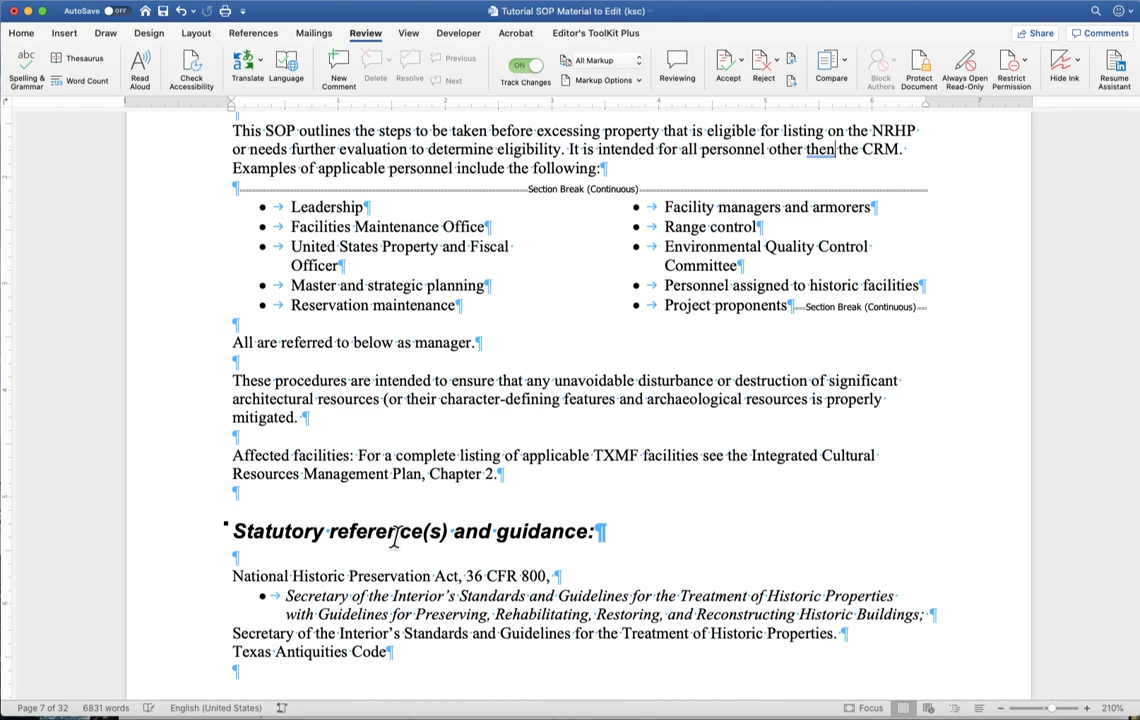 AutoSave OFF Tutorial SOP Material to Edit (ksc)
Home Insert Draw Design Layout References Mailings Review View Developer Acrobat Editor's ToolKit Plus Share Comments
abc Spelling & Grammar Thesaurus Word Count Read Aloud Check Accessibility Translate Language New Comment Delete Resolve Previous Next ON Track Changes All Markup Markup Options Reviewing Accept Reject Compare Block Authors Protect Document Always Open Read-Only Restrict Permission Hide Ink Resume Assistant
1 2 3 4 5 6 7
This SOP outlines the steps to be taken before excessing property that is eligible for listing on the NRHP
or needs further evaluation to determine eligibility. It is intended for all personnel other then the CRM.
Examples of applicable personnel include the following:¶
¶ Section Break (Continuous)
• → Leadership¶
• → Facilities Maintenance Office¶
• → United States Property and Fiscal
Officer¶
• → Master and strategic planning¶
• → Reservation maintenance¶
• → Facility managers and armorers¶
• → Range control¶
• → Environmental Quality Control
Committee¶
• → Personnel assigned to historic facilities¶
• → Project proponents¶ Section Break (Continuous)
¶
All are referred to below as manager.¶
¶
These procedures are intended to ensure that any unavoidable disturbance or destruction of significant
architectural resources (or their character-defining features and archaeological resources is properly
mitigated. ¶
¶
Affected facilities: For a complete listing of applicable TXMF facilities see the Integrated Cultural
Resources Management Plan, Chapter 2.¶
¶
Statutory reference(s) and guidance:¶
¶
National Historic Preservation Act, 36 CFR 800, ¶
• → Secretary of the Interior's Standards and Guidelines for the Treatment of Historic Properties
with Guidelines for Preserving, Rehabilitating, Restoring, and Reconstructing Historic Buildings; ¶
Secretary of the Interior's Standards and Guidelines for the Treatment of Historic Properties. ¶
Texas Antiquities Code¶
¶
Page 7 of 32 6831 words English (United States) Focus 210%